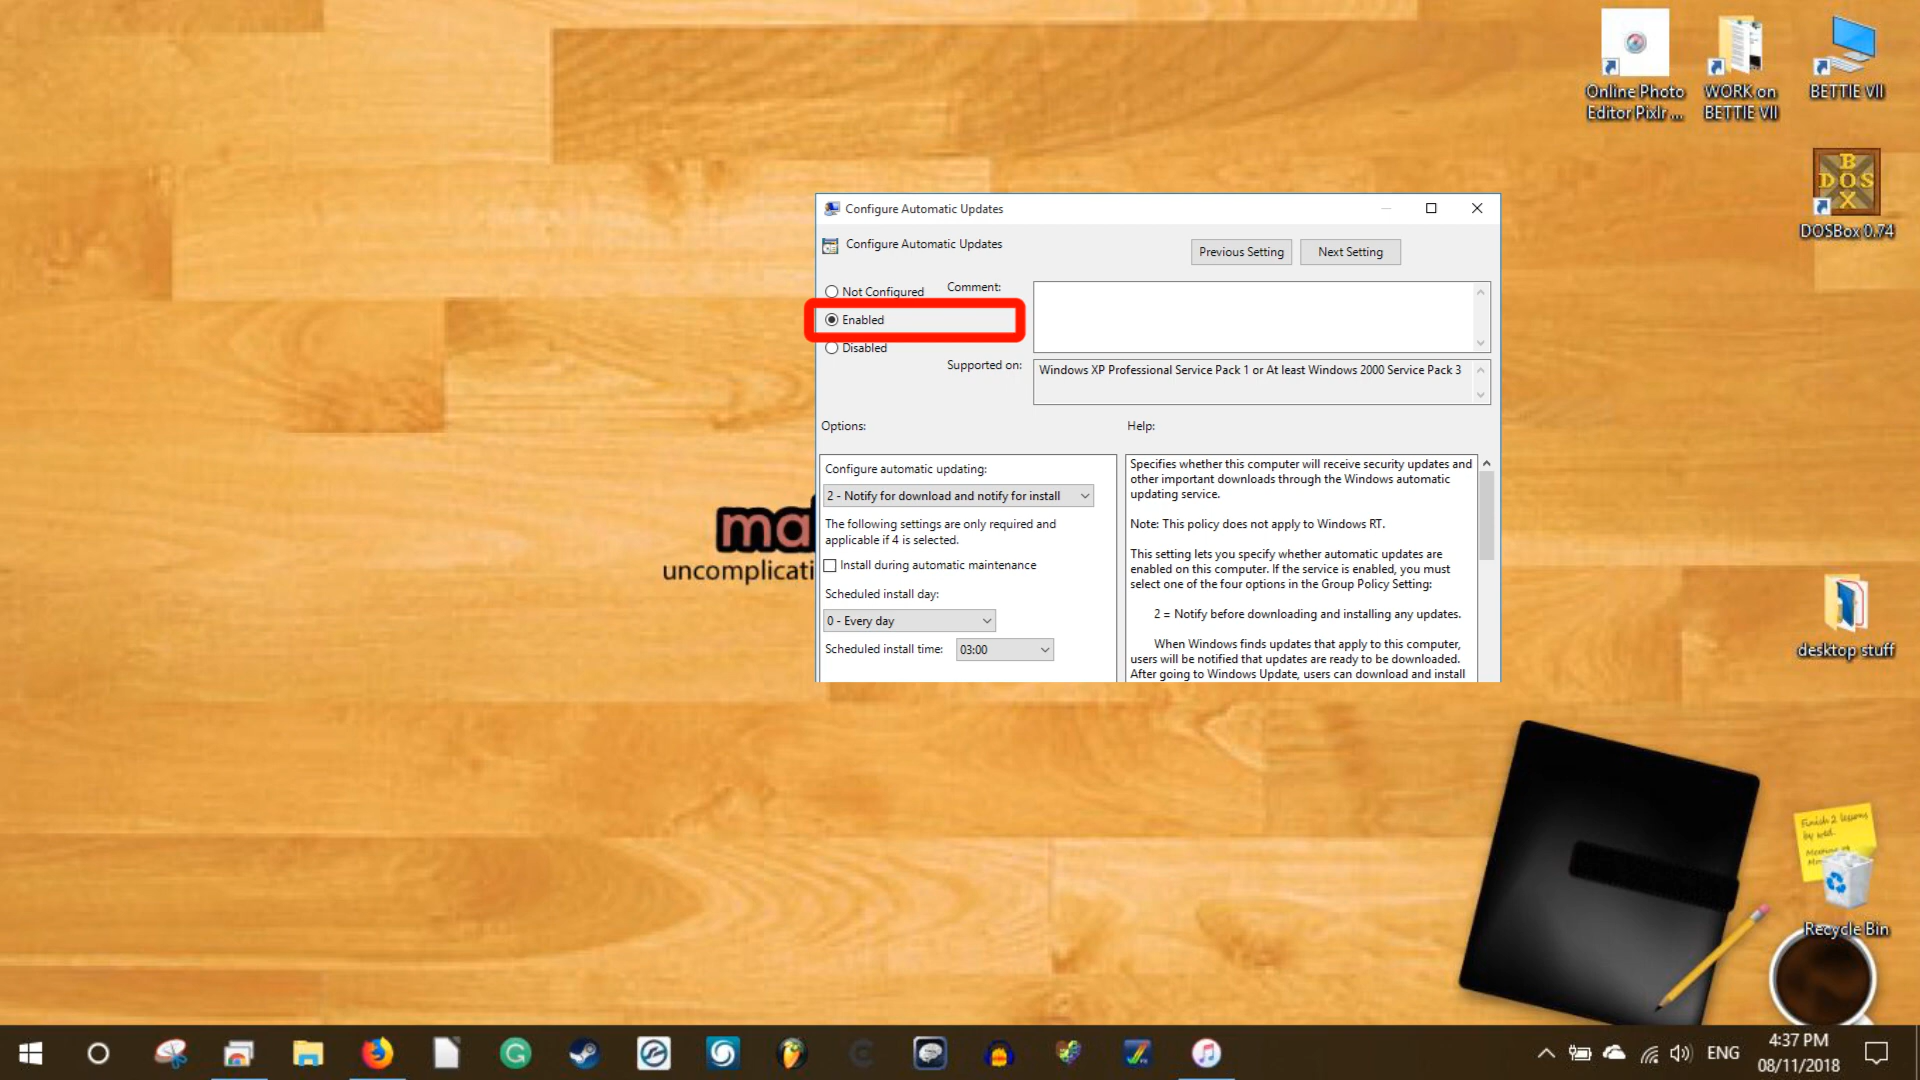 Online Photo
Editor Pixlr ...
WORK on
BETTIE VII
BETTIE VII
BOX
DOS
DOSBox 0.74
Configure Automatic Updates
Configure Automatic Updates
Previous Setting
Next Setting
Not Configured
Comment:
Enabled
Disabled
Supported on:
Windows XP Professional Service Pack 1 or At least Windows 2000 Service Pack 3
Options:
Help:
Configure automatic updating:
2 - Notify for download and notify for install
The following settings are only required and
applicable if 4 is selected.
Install during automatic maintenance
Scheduled install day:
0 - Every day
Scheduled install time:
03:00
Specifies whether this computer will receive security updates and
other important downloads through the Windows automatic
updating service.
Note: This policy does not apply to Windows RT.
This setting lets you specify whether automatic updates are
enabled on this computer. If the service is enabled, you must
select one of the four options in the Group Policy Setting:
2 = Notify before downloading and installing any updates.
When Windows finds updates that apply to this computer,
users will be notified that updates are ready to be downloaded.
After going to Windows Update, users can download and install
ma
uncomplicati
desktop stuff
Finish 2 lessons
by wed.
Recycle Bin
ENG
4:37 PM
08/11/2018